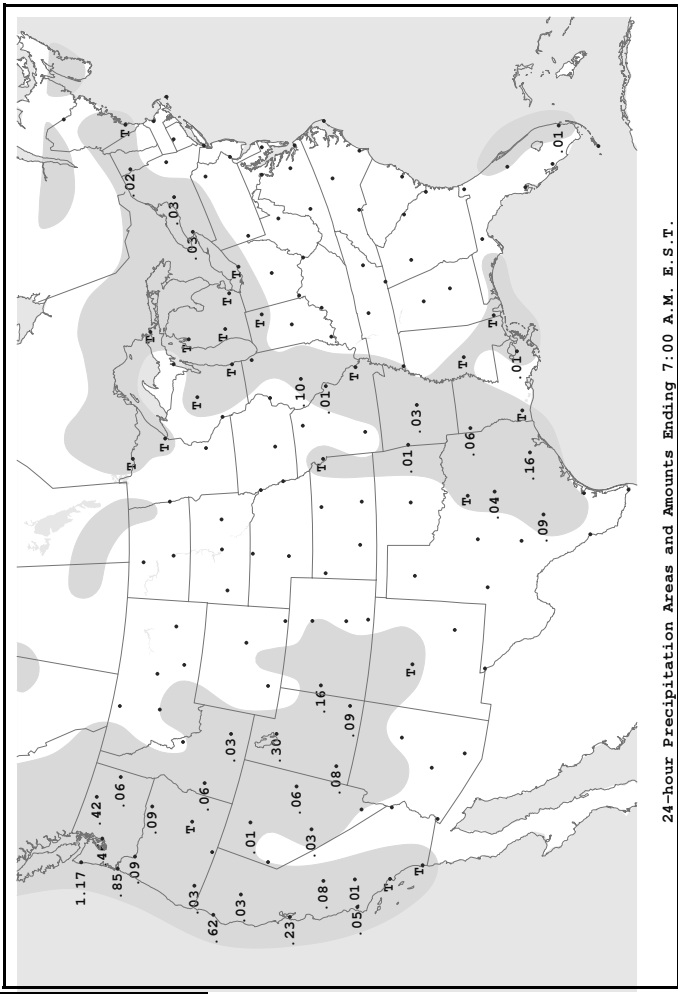 1.17
.42
.85
.06
T
.02
T
.09
T
.09
T
.03
T
T
.03
.03
T
.06
.62
T
T
T
.03
T
.03
.01
T
.30
.23
.06
.10
.03
T
.16
.08
.01
.08
.09
T
.01
.05
T
.01
T
.03
T
T
T
.06
T
.04
.01
T
.16
.09
.01
24-hour Precipitation Areas and Amounts Ending 7:00 A.M. E.S.T.